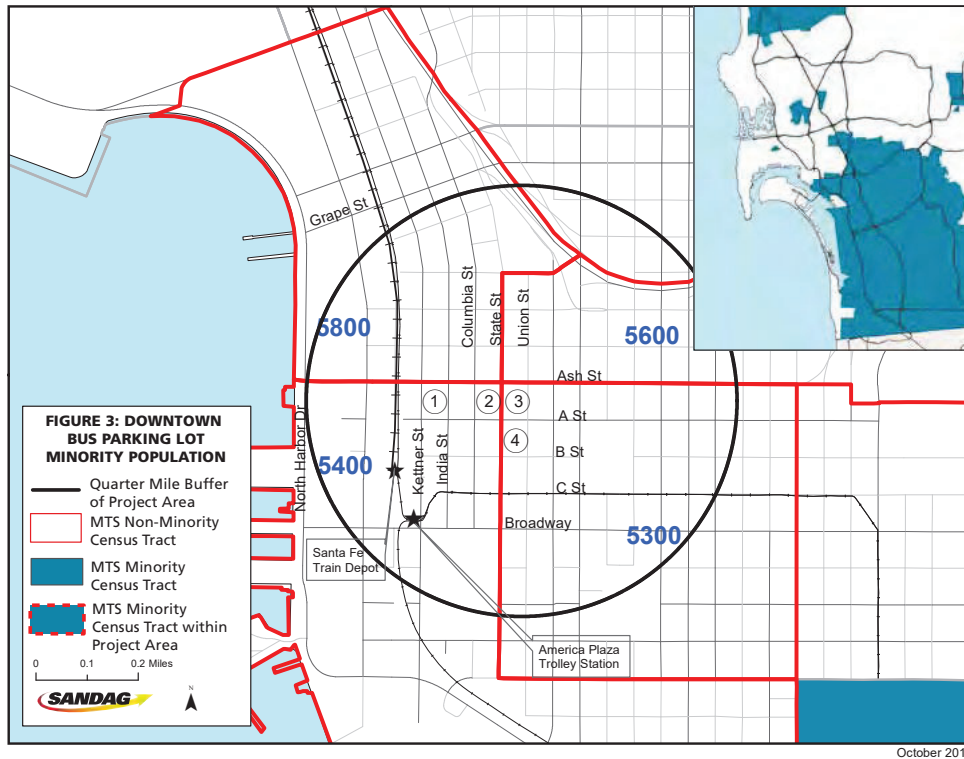 Grape St
Columbia St
State St
Union St
5800
5600
Ash St
1
2
3
A St
4
B St
North Harbor Dr
5400
Kettner St
India St
C St
Broadway
5300
Santa Fe
Train Depot
America Plaza
Trolley Station
FIGURE 3: DOWNTOWN
BUS PARKING LOT
MINORITY POPULATION
Quarter Mile Buffer
of Project Area
MTS Non-Minority
Census Tract
MTS Minority
Census Tract
MTS Minority
Census Tract within
Project Area
0 0.1 0.2 Miles
SANDAG
N
October 201